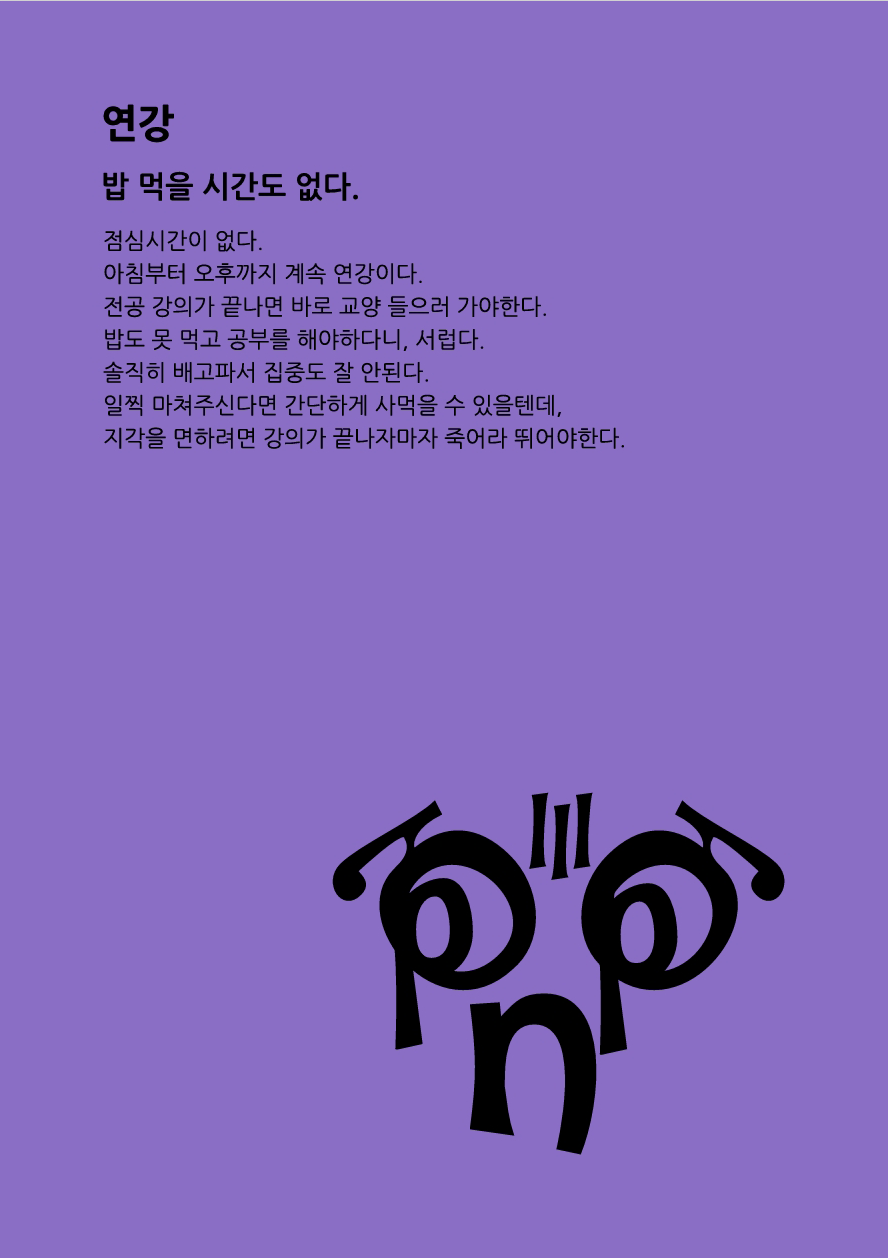 연강
밥 먹을 시간도 없다.
점심시간이 없다.
아침부터 오후까지 계속 연강이다.
전공 강의가 끝나면 바로 교양 들으러 가야한다.
밥도 못 먹고 공부를 해야하다니, 서럽다.
솔직히 배고파서 집중도 잘 안된다.
일찍 마쳐주신다면 간단하게 사먹을 수 있을텐데,
지각을 면하려면 강의가 끝나자마자 죽어라 뛰어야한다.